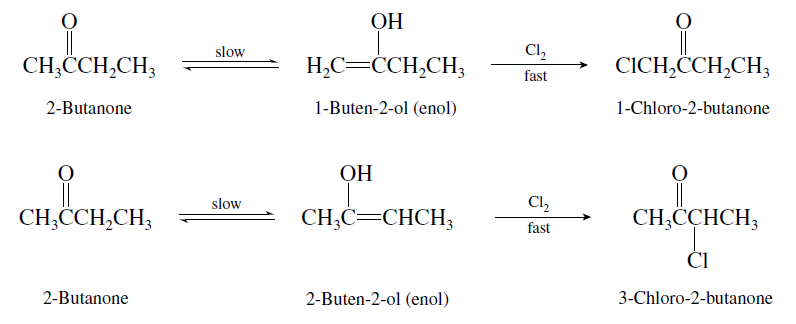 O OH O
CH₃CCH₂CH₃ slow H₂C=CCH₂CH₃ Cl₂ fast ClCH₂CCH₂CH₃
2-Butanone 1-Buten-2-ol (enol) 1-Chloro-2-butanone
O OH O
CH₃CCH₂CH₃ slow CH₃C=CHCH₃ Cl₂ fast CH₃CCHCH₃
Cl
2-Butanone 2-Buten-2-ol (enol) 3-Chloro-2-butanone